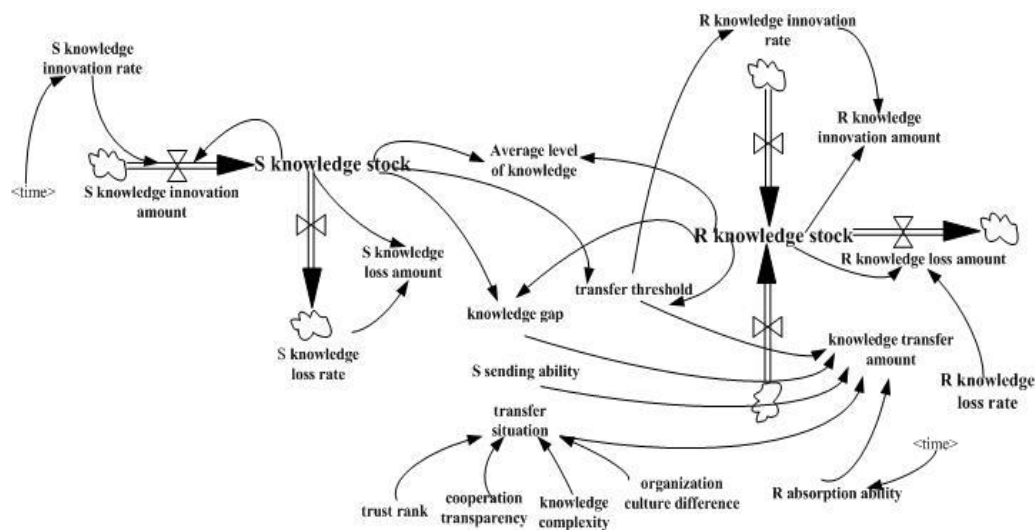 S knowledge
innovation rate
R knowledge innovation
rate
R knowledge
innovation amount
Average level
of knowledge
S knowledge stock
<time>
S knowledge innovation
amount
S knowledge
loss amount
R knowledge stock
R knowledge loss amount
transfer threshold
knowledge gap
S knowledge
loss rate
knowledge transfer
amount
S sending ability
R knowledge
loss rate
transfer
situation
<time>
trust rank
cooperation
transparency
knowledge
complexity
organization
culture difference
R absorption ability